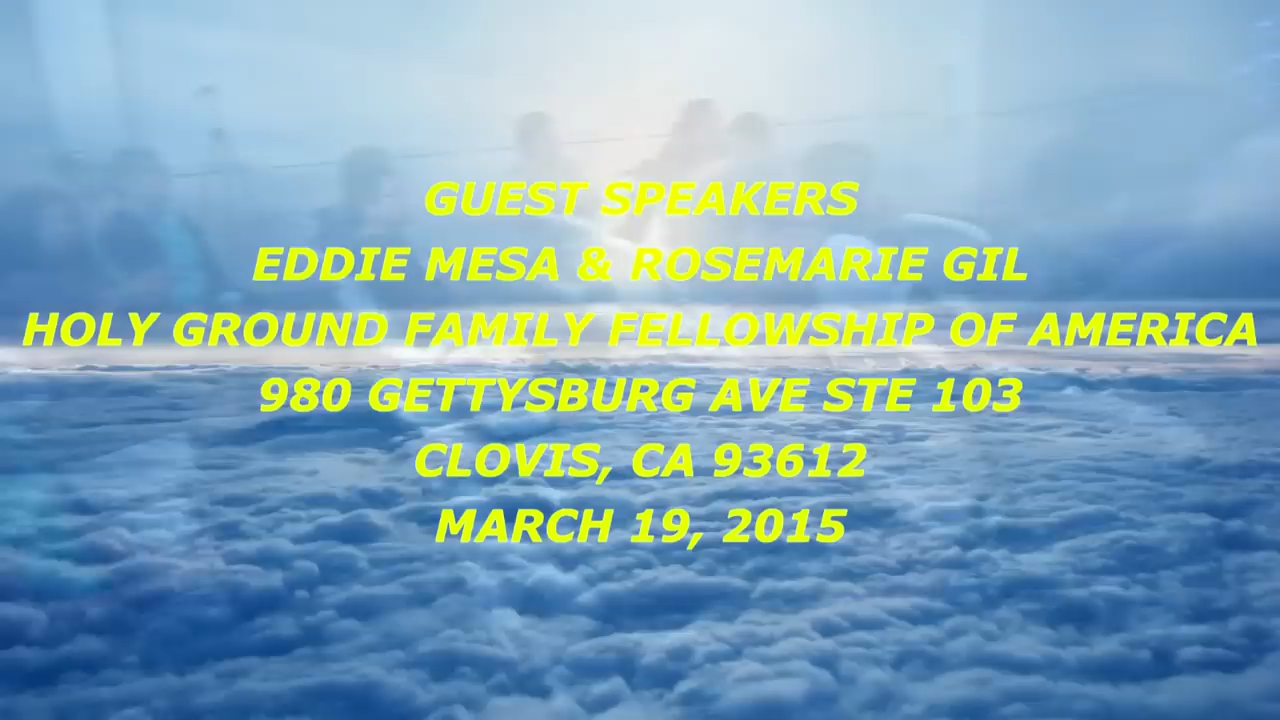 GUEST SPEAKERS
EDDIE MESA & ROSEMARIE GIL
HOLY GROUND FAMILY FELLOWSHIP OF AMERICA
980 GETTYSBURG AVE STE 103
CLOVIS, CA 93612
MARCH 19, 2015